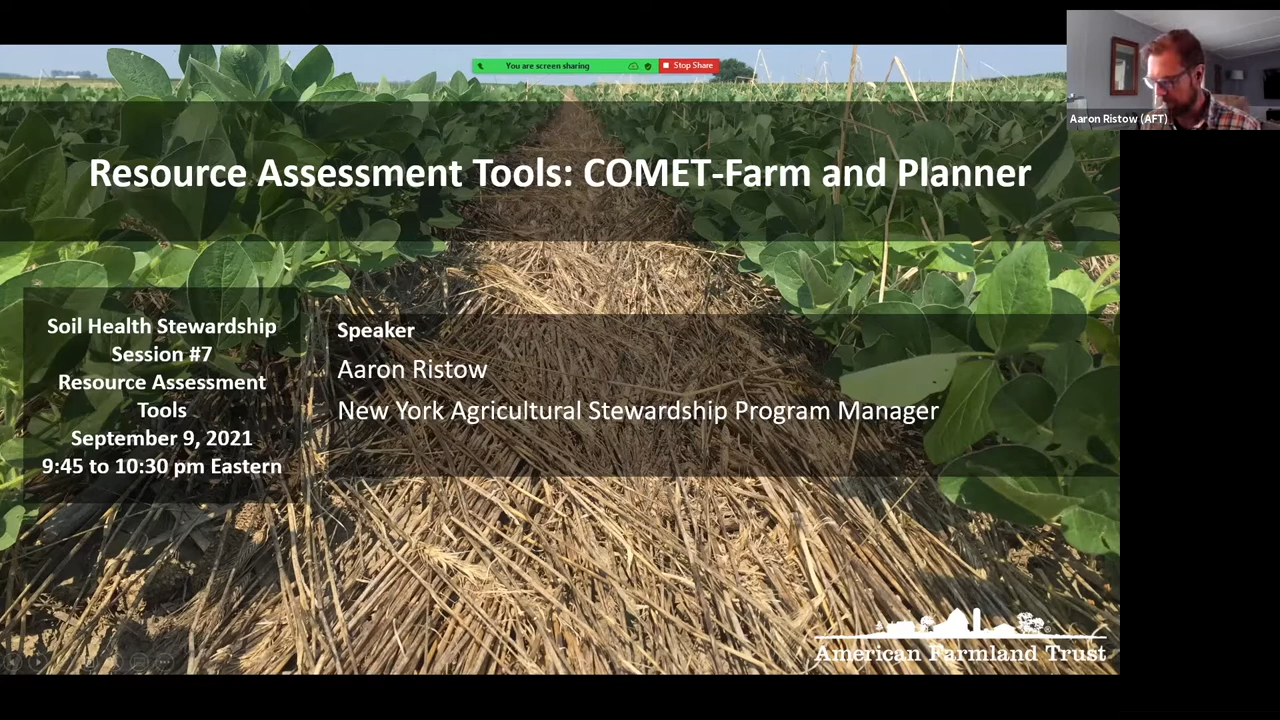 You are screen sharing
Stop Share
Aaron Ristow (AFT)
Resource Assessment Tools: COMET-Farm and Planner
Soil Health Stewardship
Session #7
Resource Assessment
Tools
September 9, 2021
9:45 to 10:30 pm Eastern
Speaker
Aaron Ristow
New York Agricultural Stewardship Program Manager
American Farmland Trust